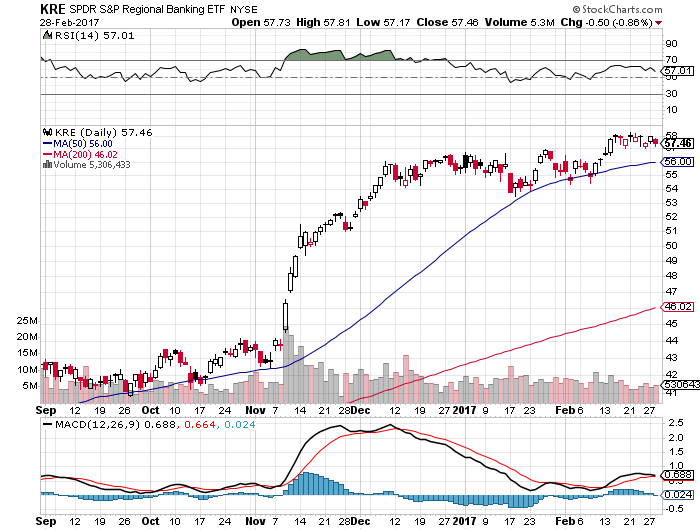 KRE SPDR S&P Regional Banking ETF NYSE © StockCharts.com
28-Feb-2017 Open 57.73 High 57.81 Low 57.17 Close 57.46 Volume 5.3M Chg -0.50 (-0.86%)
RSI(14) 57.01
90
70
57.01
50
30
10
KRE (Daily) 57.46
MA(50) 56.00
MA(200) 46.02
Volume 5,306,433
58
57.46
56.00
55
54
53
52
51
50
49
48
47
46.02
45
44
43
42
41
25M
20M
15M
10M
5M
5306433
Sep 12 19 26 Oct 10 17 24 Nov 7 14 21 28 Dec 12 19 27 2017 9 17 23 Feb 6 13 21 27
MACD(12,26,9) 0.688, 0.664, 0.024
2.5
2.0
1.5
1.0
0.688
0.024
-0.5
Sep 12 19 26 Oct 10 17 24 Nov 7 14 21 28 Dec 12 19 27 2017 9 17 23 Feb 6 13 21 27